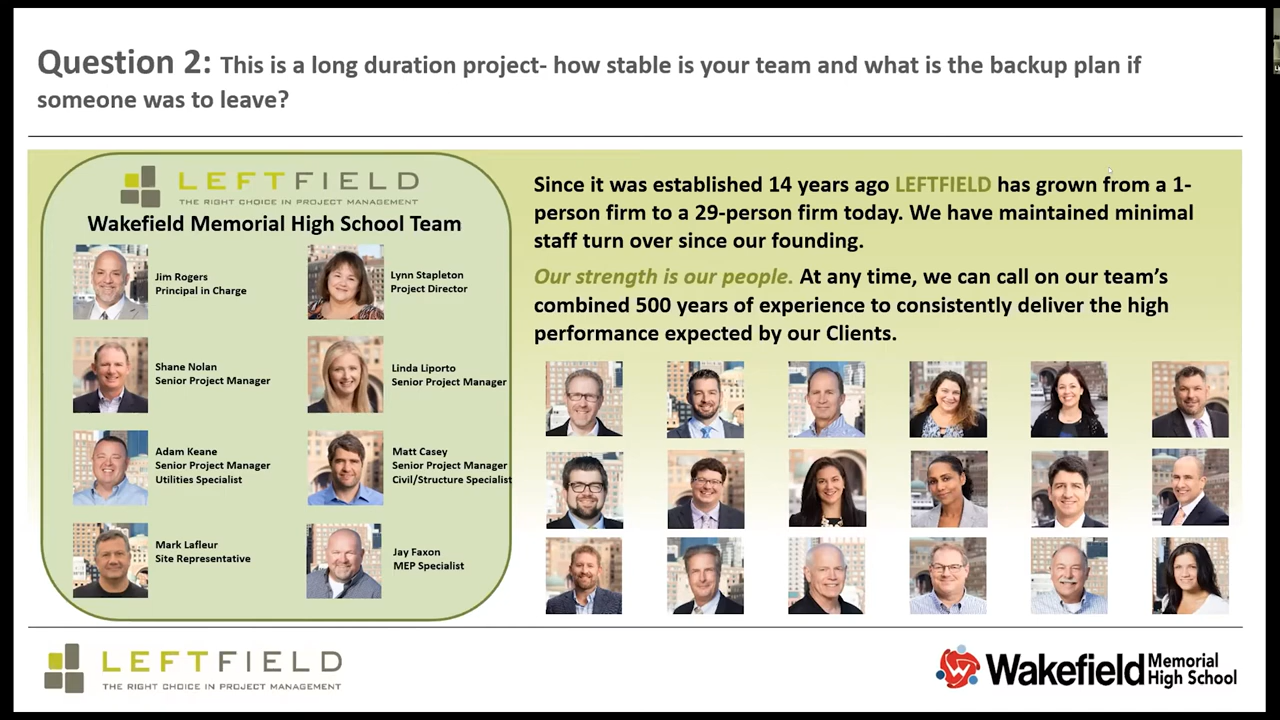 Question 2: This is a long duration project- how stable is your team and what is the backup plan if
someone was to leave?
LEFTFIELD
THE RIGHT CHOICE IN PROJECT MANAGEMENT
Wakefield Memorial High School Team
Jim Rogers
Principal in Charge
Lynn Stapleton
Project Director
Shane Nolan
Senior Project Manager
Linda Liporto
Senior Project Manager
Adam Keane
Senior Project Manager
Utilities Specialist
Matt Casey
Senior Project Manager
Civil/Structure Specialist
Mark Lafleur
Site Representative
Jay Faxon
MEP Specialist
Since it was established 14 years ago LEFTFIELD has grown from a 1-
person firm to a 29-person firm today. We have maintained minimal
staff turn over since our founding.
Our strength is our people. At any time, we can call on our team's
combined 500 years of experience to consistently deliver the high
performance expected by our Clients.
LEFTFIELD
THE RIGHT CHOICE IN PROJECT MANAGEMENT
Wakefield Memorial
High School